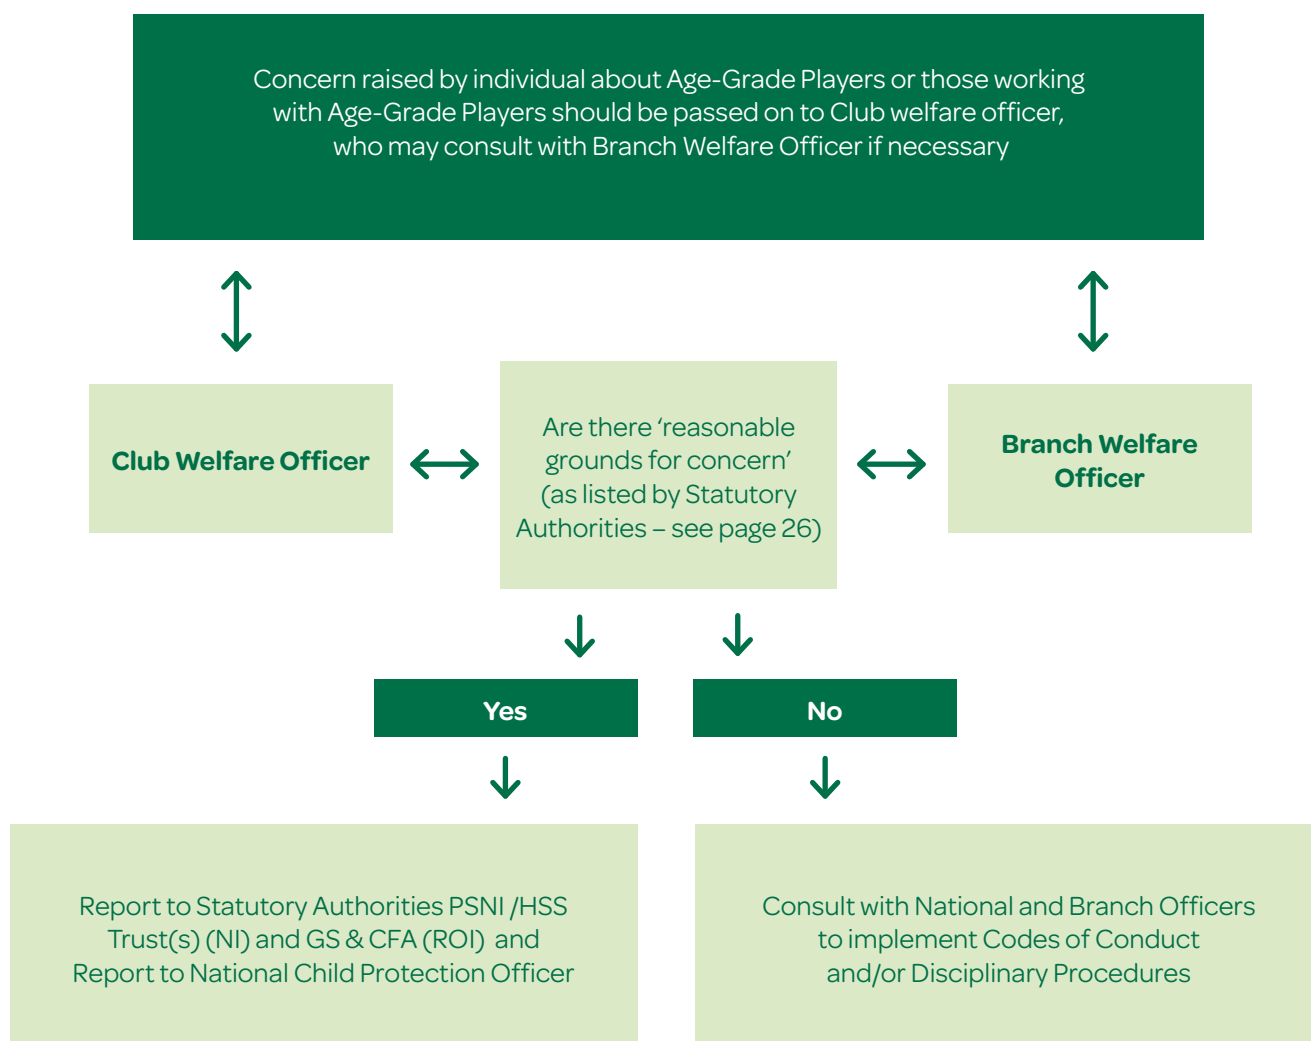 Concern raised by individual about Age-Grade Players or those working
with Age-Grade Players should be passed on to Club welfare officer,
who may consult with Branch Welfare Officer if necessary
Club Welfare Officer
Are there ‘reasonable
grounds for concern’
(as listed by Statutory
Authorities – see page 26)
Branch Welfare
Officer
Yes
No
Report to Statutory Authorities PSNI /HSS
Trust(s) (NI) and GS & CFA (ROI) and
Report to National Child Protection Officer
Consult with National and Branch Officers
to implement Codes of Conduct
and/or Disciplinary Procedures